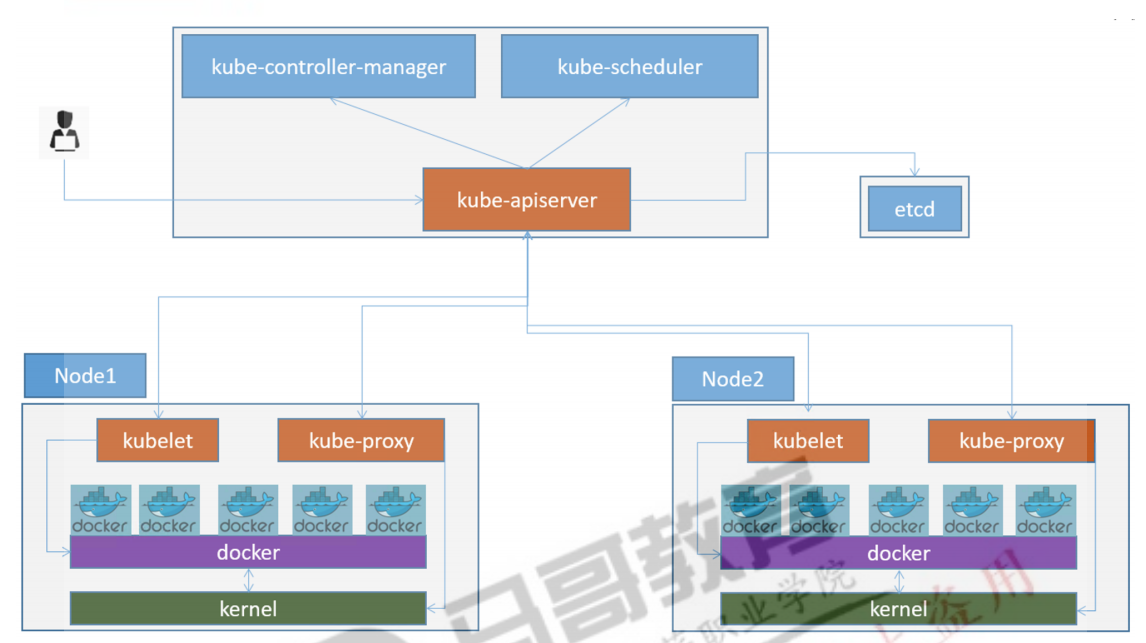 kube-controller-manager
kube-scheduler
kube-apiserver
etcd
Node1
Node2
kubelet
kube-proxy
kubelet
kube-proxy
docker docker docker docker docker
docker docker docker docker docker
docker
docker
kernel
kernel
哥教育
职业学院
盗用